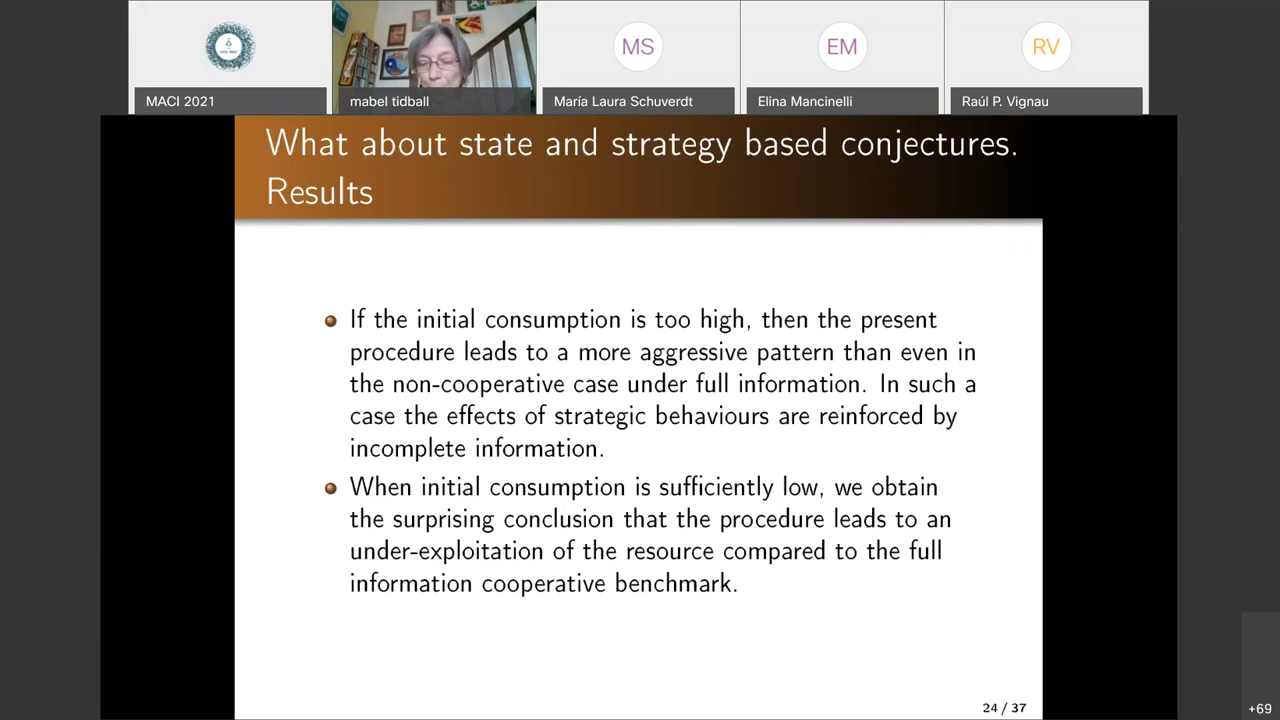 MS
EM
RV
MACI 2021
mabel tidball
María Laura Schuverdt
Elina Mancinelli
Raúl P. Vignau
What about state and strategy based conjectures.
Results
If the initial consumption is too high, then the present
procedure leads to a more aggressive pattern than even in
the non-cooperative case under full information. In such a
case the effects of strategic behaviours are reinforced by
incomplete information.
When initial consumption is sufficiently low, we obtain
the surprising conclusion that the procedure leads to an
under-exploitation of the resource compared to the full
information cooperative benchmark.
24 / 37
+69